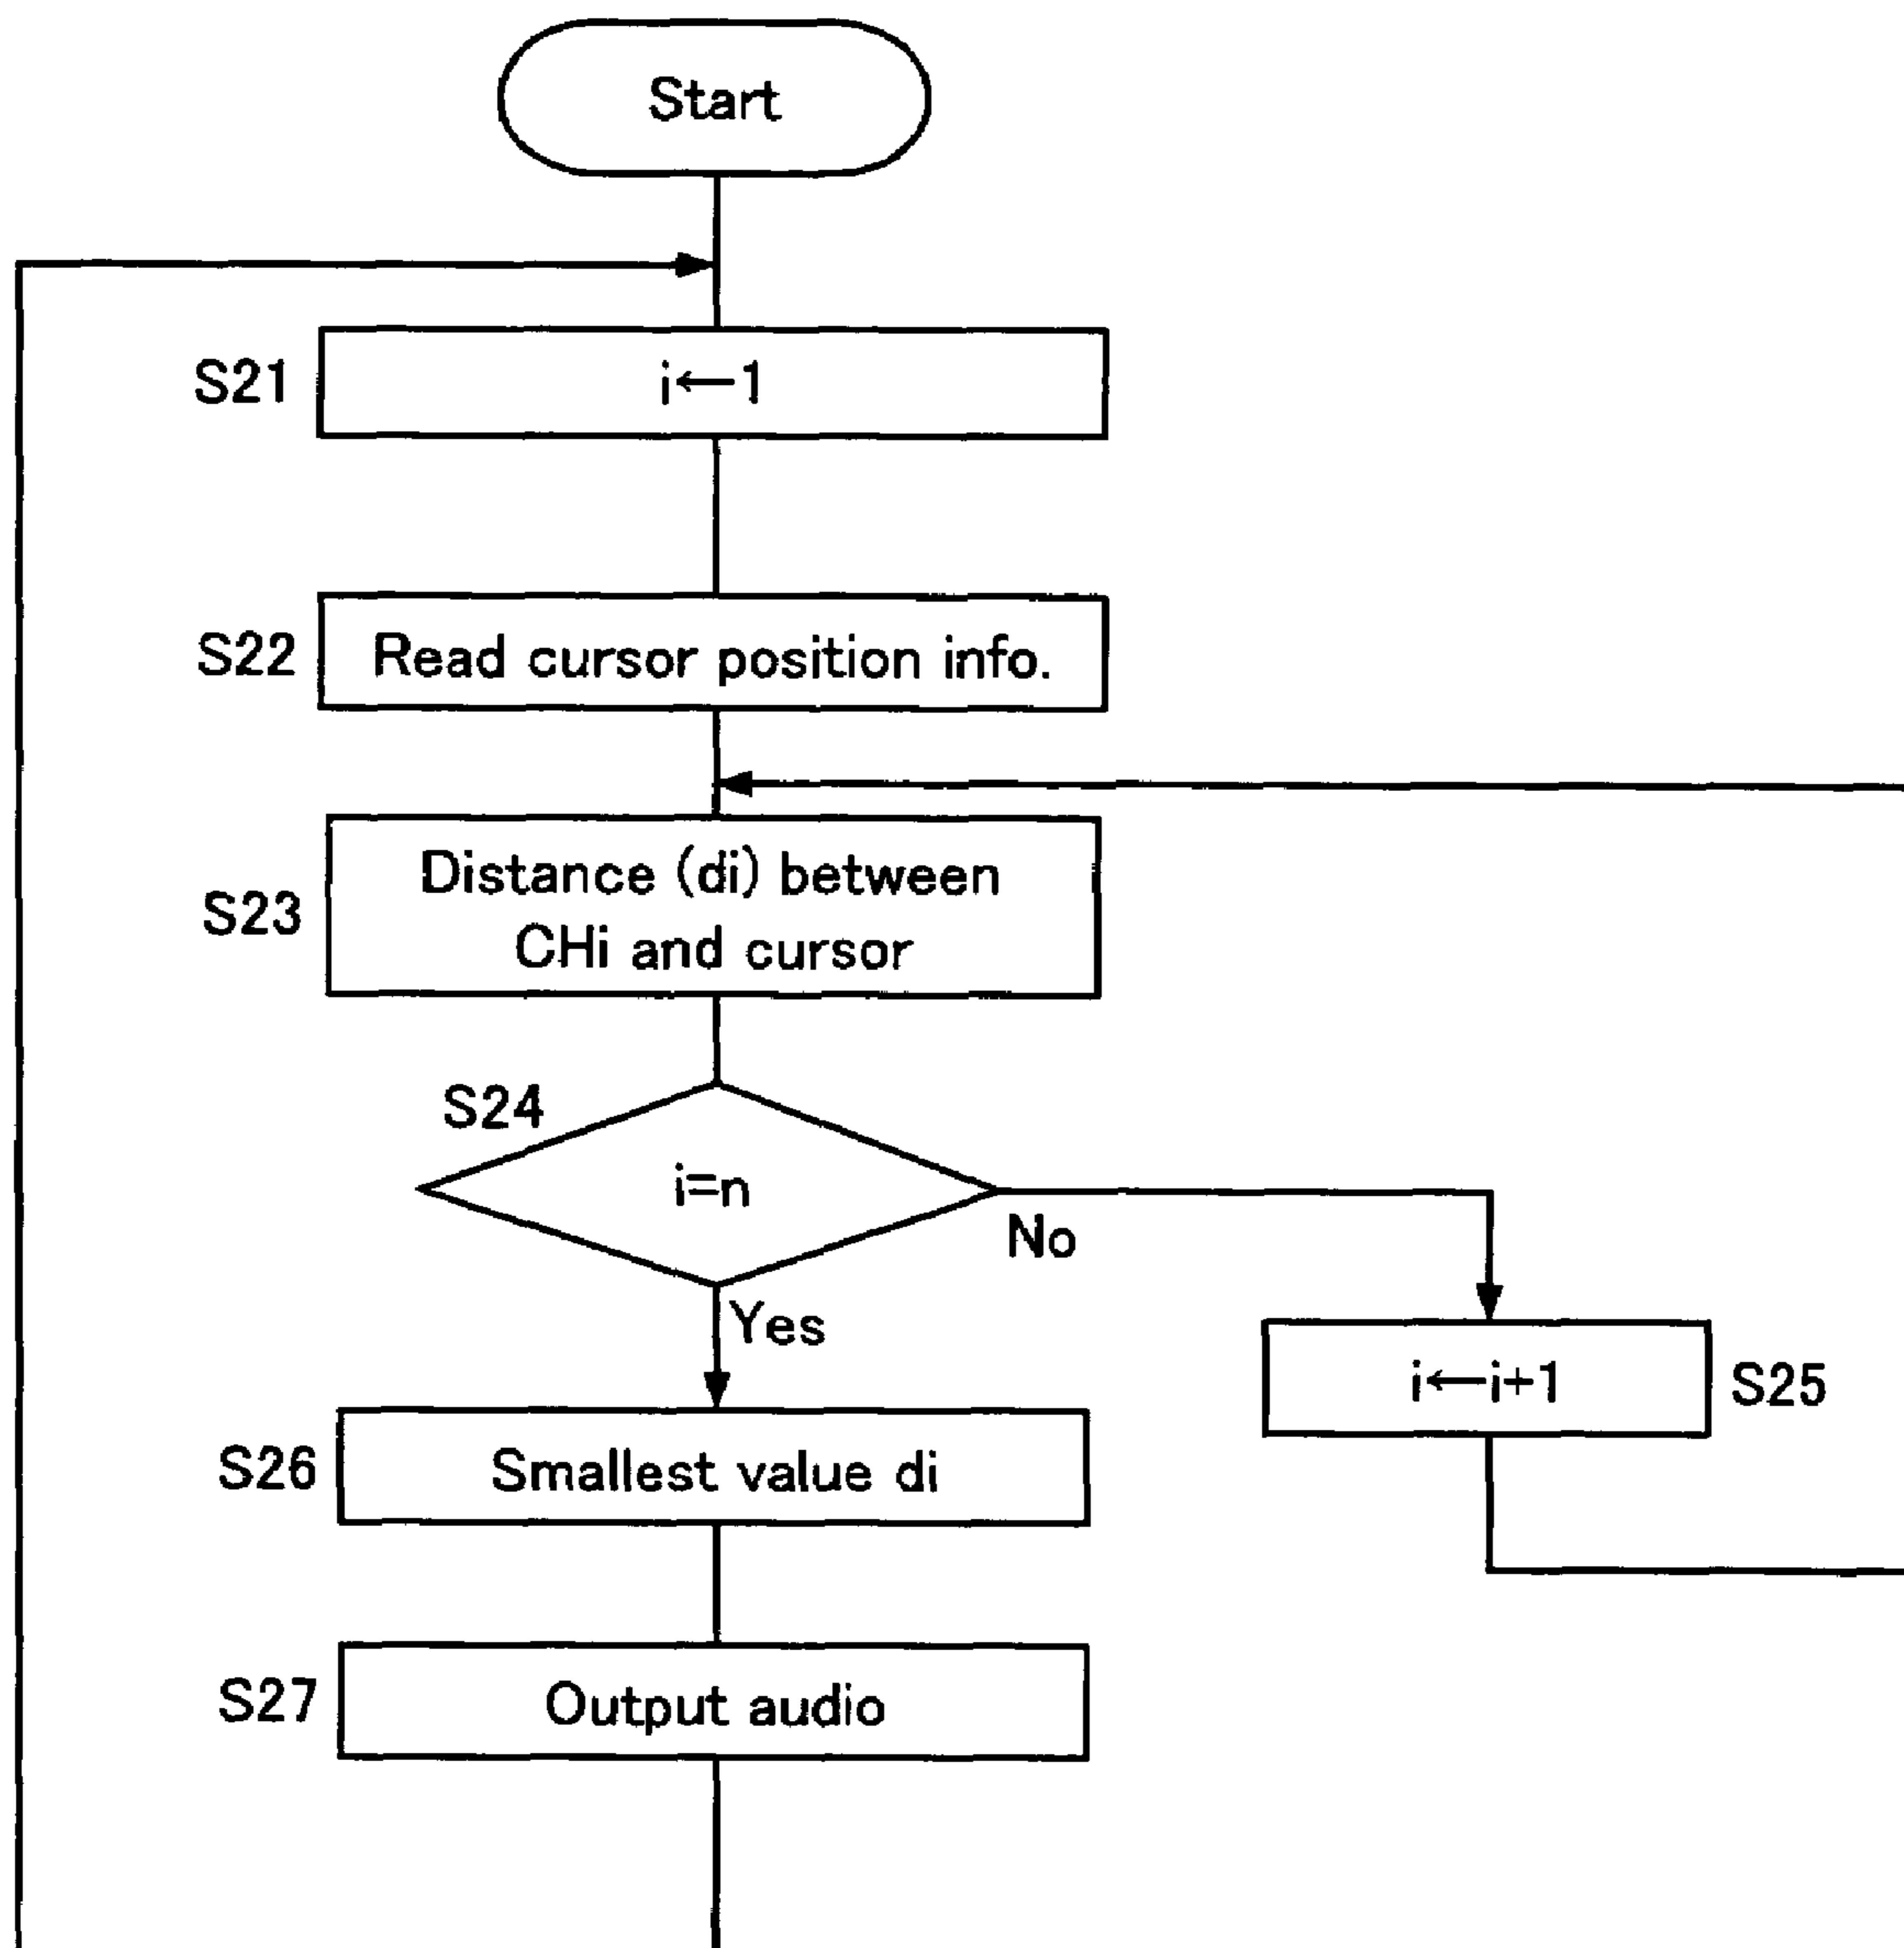 Start
S21
i←1
S22
Read cursor position info.
S23
Distance (di) between
CHi and cursor
S24
i=n
No
Yes
i←i+1
S25
S26
Smallest value di
S27
Output audio